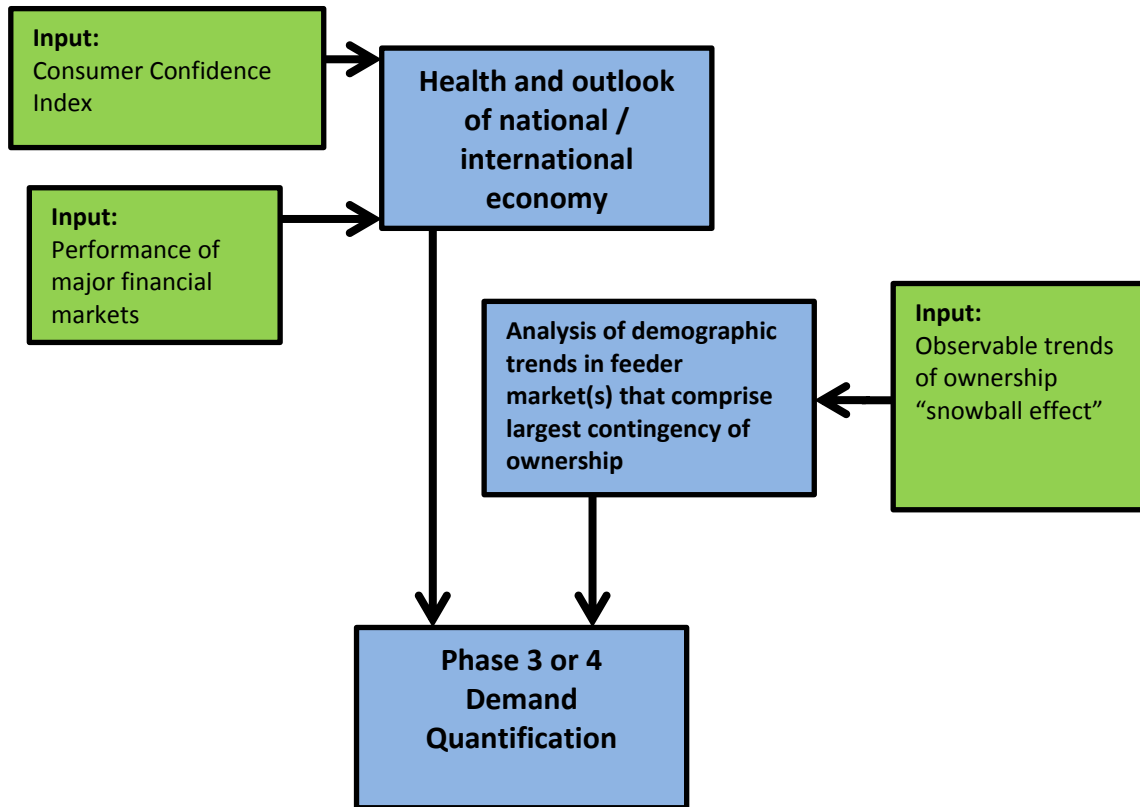 Input:
Consumer Confidence
Index
Health and outlook
of national /
international
economy
Input:
Performance of
major financial
markets
Analysis of demographic
trends in feeder
market(s) that comprise
largest contingency of
ownership
Input:
Observable trends
of ownership
“snowball effect”
Phase 3 or 4
Demand
Quantification